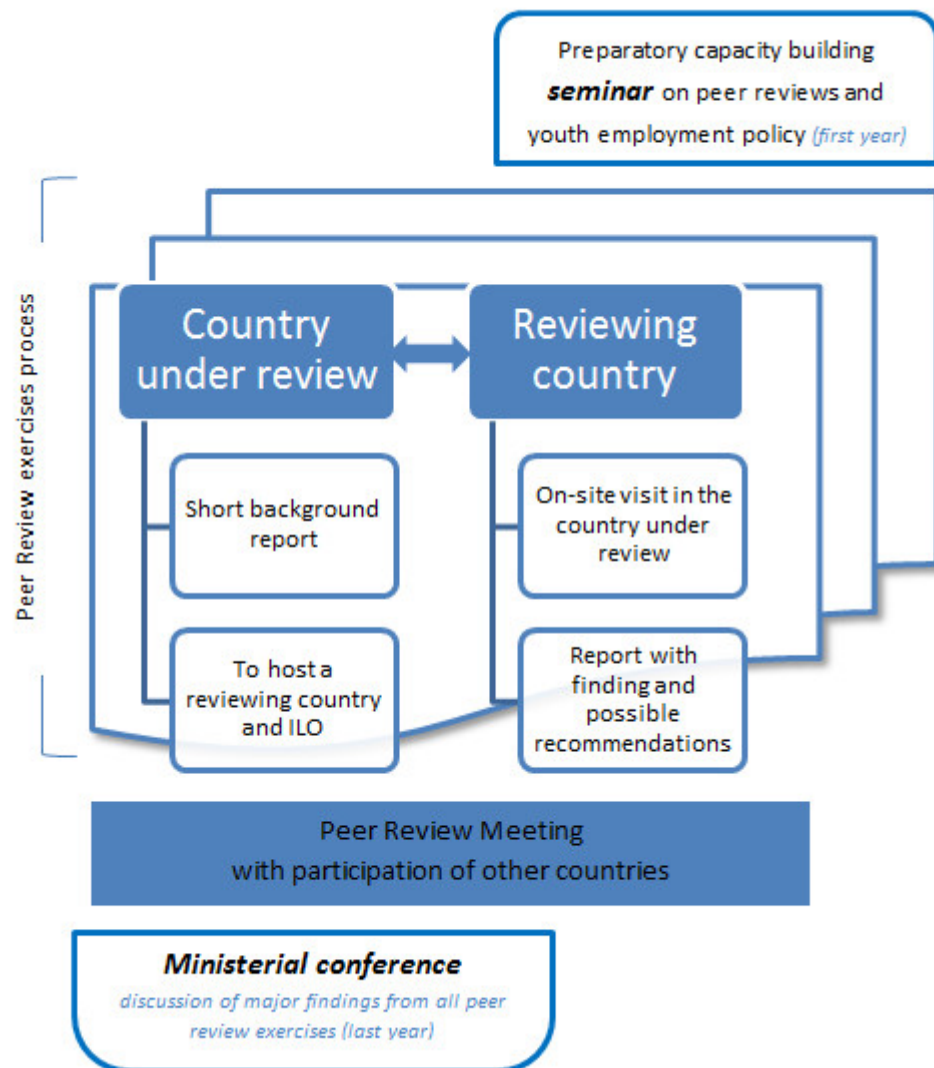 Preparatory capacity building
seminar on peer reviews and
youth employment policy (first year)
Peer Review exercises process
Country
under review
Reviewing
country
Short background
report
On-site visit in the
country under
review
To host a
reviewing country
and ILO
Report with
finding and
possible
recommendations
Peer Review Meeting
with participation of other countries
Ministerial conference
discussion of major findings from all peer
review exercises (last year)